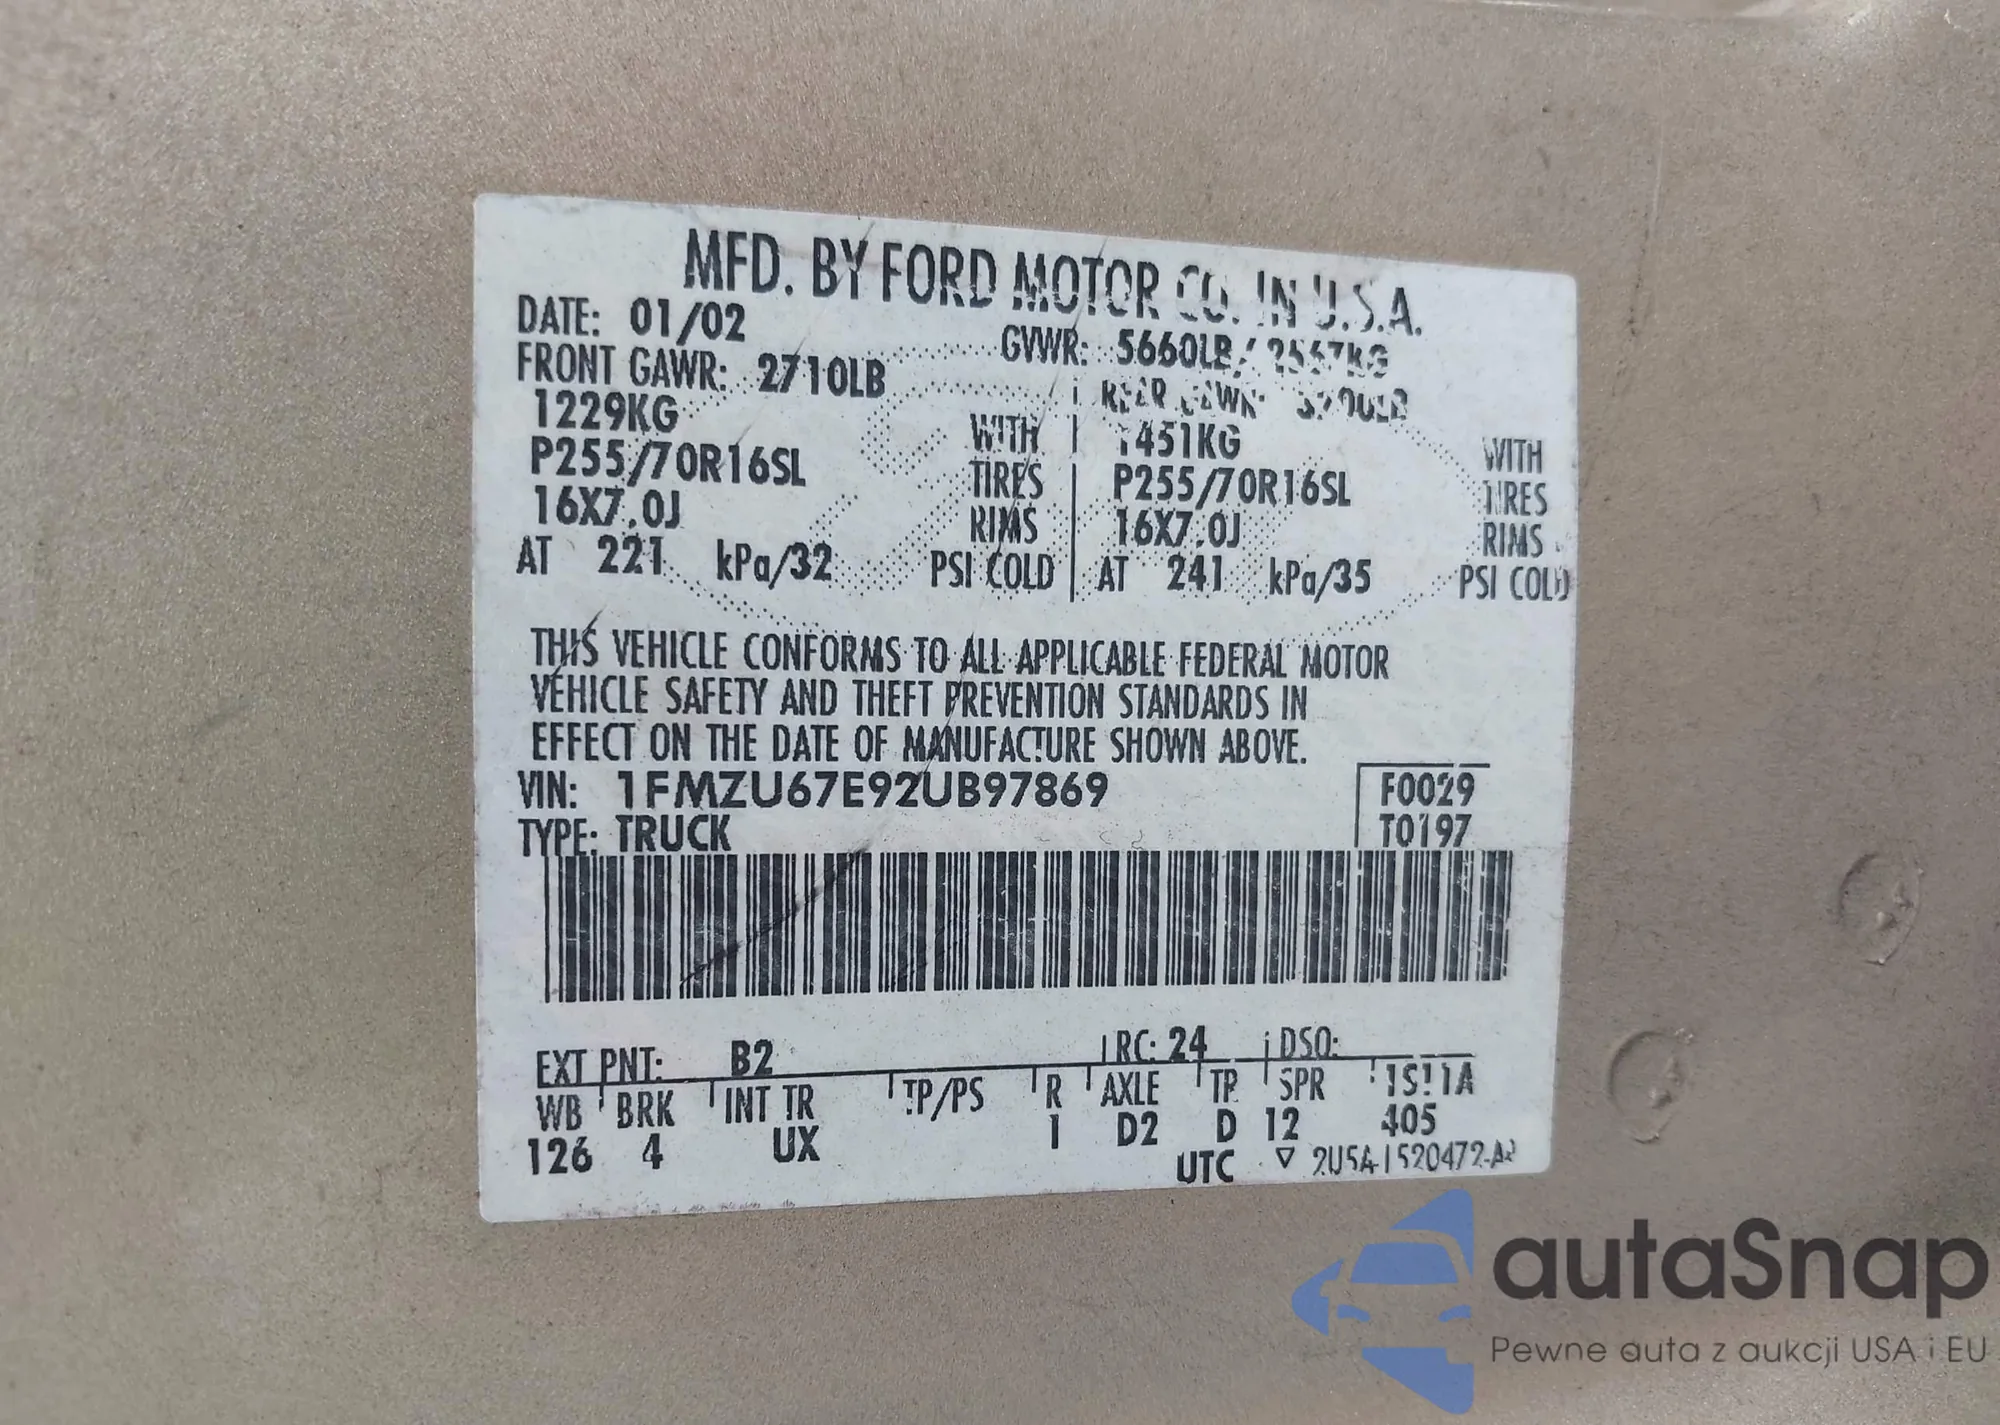 MFD. BY FORD MOTOR CO. IN U.S.A.
DATE: 01/02 GVWR: 5660LB/ 2567KG
FRONT GAWR: 2710LB REAR GAWR: 3200LB
1229KG WITH 1451KG WITH
P255/70R16SL TIRES P255/70R16SL TIRES
16X7.0J RIMS 16X7.0J RIMS
AT 221 kPa/32 PSI COLD AT 241 kPa/35 PSI COLD
THIS VEHICLE CONFORMS TO ALL APPLICABLE FEDERAL MOTOR
VEHICLE SAFETY AND THEFT PREVENTION STANDARDS IN
EFFECT ON THE DATE OF MANUFACTURE SHOWN ABOVE.
VIN: 1FMZU67E92UB97869 F0029
TYPE: TRUCK T0197
EXT PNT: B2 RC: 24 DSO:
WB BRK INT TR TP/PS R AXLE TR SPR
126 4 UX 1 D2 D 12 405
UTC
autaSnap
Pewne auta z aukcji USA i EU